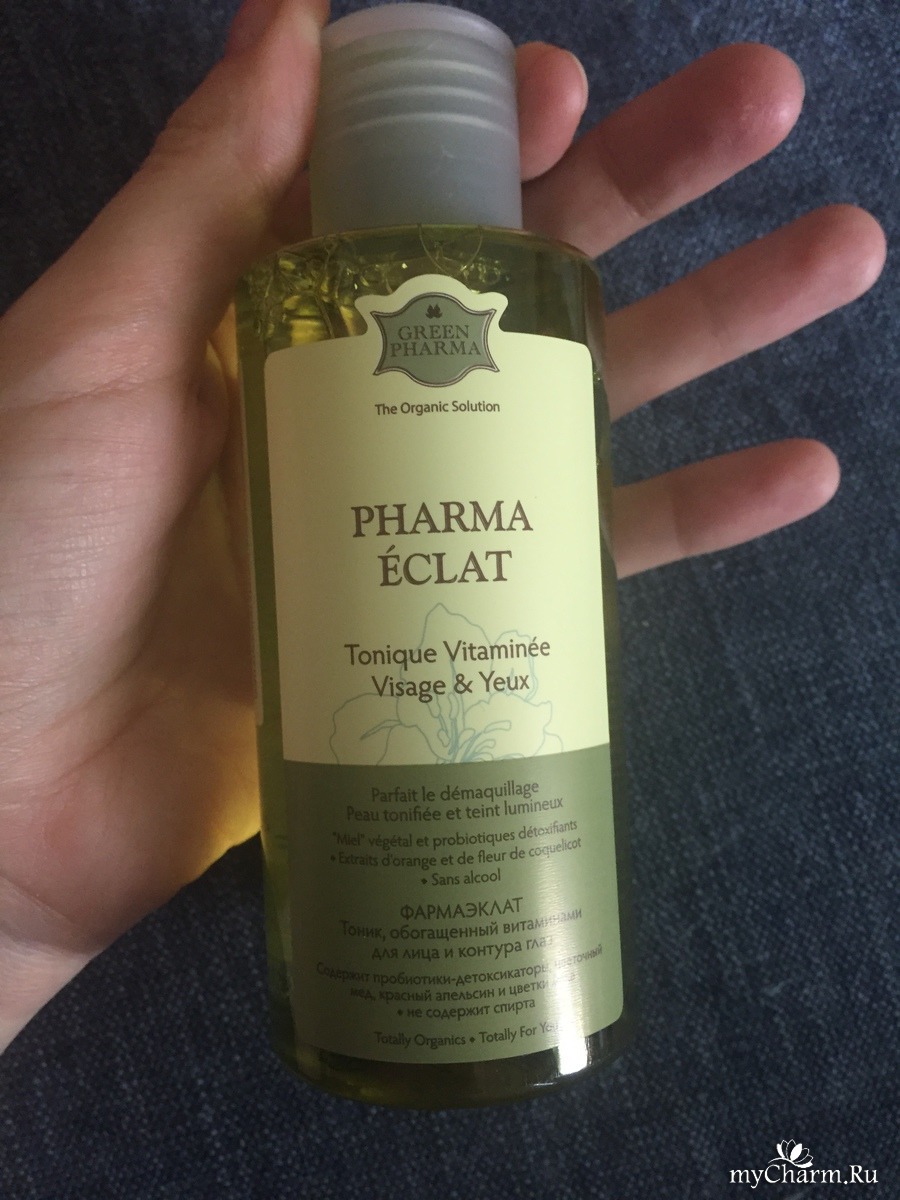 GREEN
PHARMA
The Organic Solution
PHARMA
ÉCLAT
Tonique Vitaminée
Visage & Yeux
Parfait le démaquillage
Peau tonifiée et teint lumineux
"Miel" végétal et probiotiques détoxifiants
• Extraits d'orange et de fleur de coquelicot
• Sans alcool
ФАРМАЭКЛАТ
Тоник, обогащенный витаминами
для лица и контура глаз
Содержит пробиотики-детоксикаторы, цветочный
мед, красный апельсин и цветки
• не содержит спирта
Totally Organics • Totally For You
myCharm.Ru